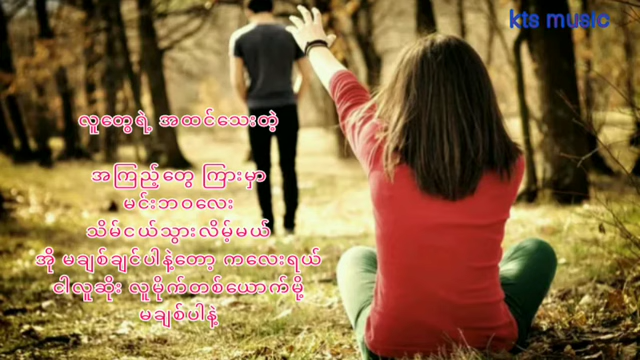 kts music
လူတွေရဲ့ အထင်သေးတဲ့
အကြည့်တွေ ကြားမှာ
မင်းဘဝလေး
သိမ်ငယ်သွားလိမ့်မယ်
အို မချစ်ချင်ပါနဲ့တော့ ကလေးရယ်
ငါလူဆိုး လူမိုက်တစ်ယောက်မို့
မချစ်ပါနဲ့